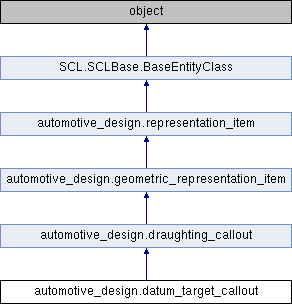 object
SCL.SCLBase.BaseEntityClass
automotive_design.representation_item
automotive_design.geometric_representation_item
automotive_design.draughting_callout
automotive_design.datum_target_callout